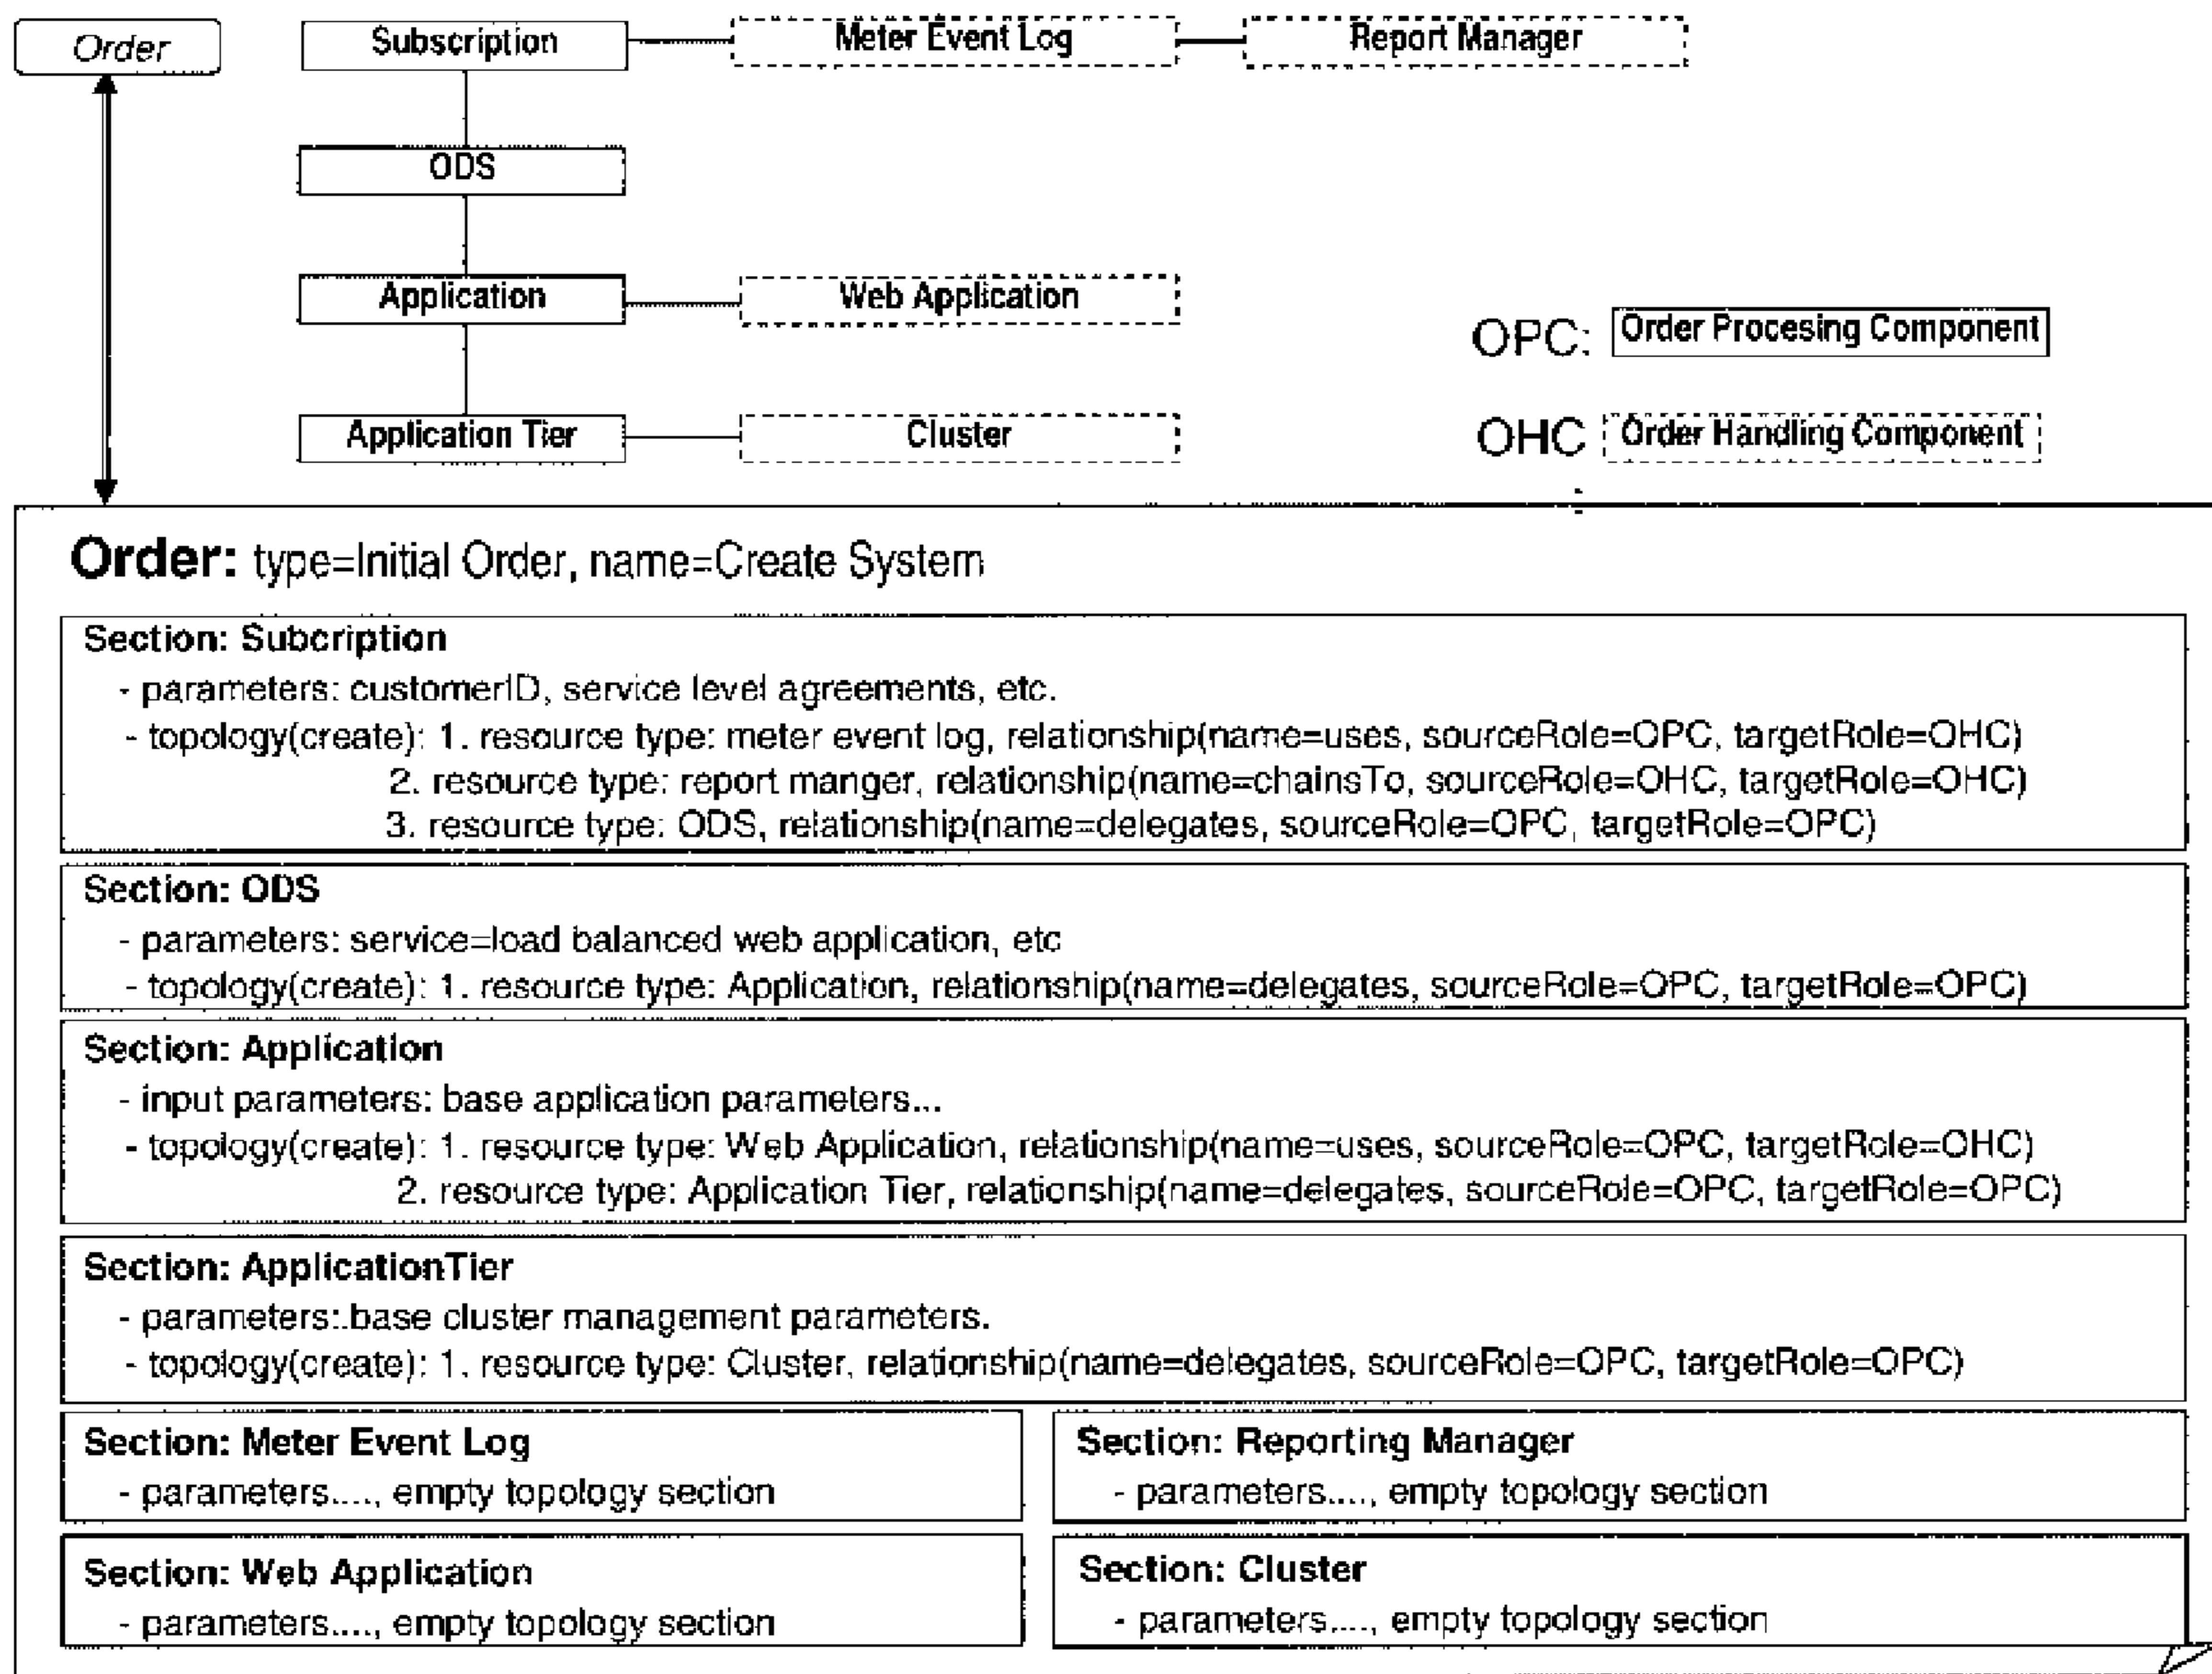 Order
Subscription
Meter Event Log
Report Manager
ODS
Application
Web Application
OPC: Order Procesing Component
Application Tier
Cluster
OHC Order Handling Component
:
Order: type=Initial Order, name=Create System
Section: Subcription
- parameters: customerID, service level agreements, etc.
- topology(create): 1. resource type: meter event log, relationship(name=uses, sourceRole=OPC, targetRole=OHC)
2. resource type: report manger, relationship(name=chainsTo, sourceRole=OHC, targetRole=OHC)
3. resource type: ODS, relationship(name=delegates, sourceRole=OPC, targetRole=OPC)
Section: ODS
- parameters: service=load balanced web application, etc
- topology(create): 1. resource type: Application, relationship(name=delegates, sourceRole=OPC, targetRole=OPC)
Section: Application
- input parameters: base application parameters...
- topology(create): 1. resource type: Web Application, relationship(name=uses, sourceRole=OPC, targetRole=OHC)
2. resource type: Application Tier, relationship(name=delegates, sourceRole=OPC, targetRole=OPC)
Section: ApplicationTier
- parameters:.base cluster management parameters.
- topology(create): 1. resource type: Cluster, relationship(name=delegates, sourceRole=OPC, targetRole=OPC)
Section: Meter Event Log
- parameters...., empty topology section
Section: Reporting Manager
- parameters...., empty topology section
Section: Web Application
- parameters...., empty topology section
Section: Cluster
- parameters...., empty topology section